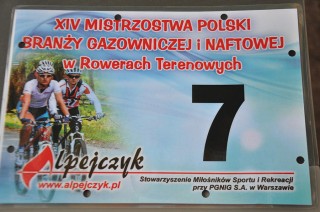 XIV MISTRZOSTWA POLSKI
BRANŻY GAZOWNICZEJ i NAFTOWEJ
w Rowerach Terenowych
7
Alpejczyk
www.alpejczyk.pl
Stowarzyszenie Miłośników Sportu i Rekreacji
przy PGNIG S.A. w Warszawie